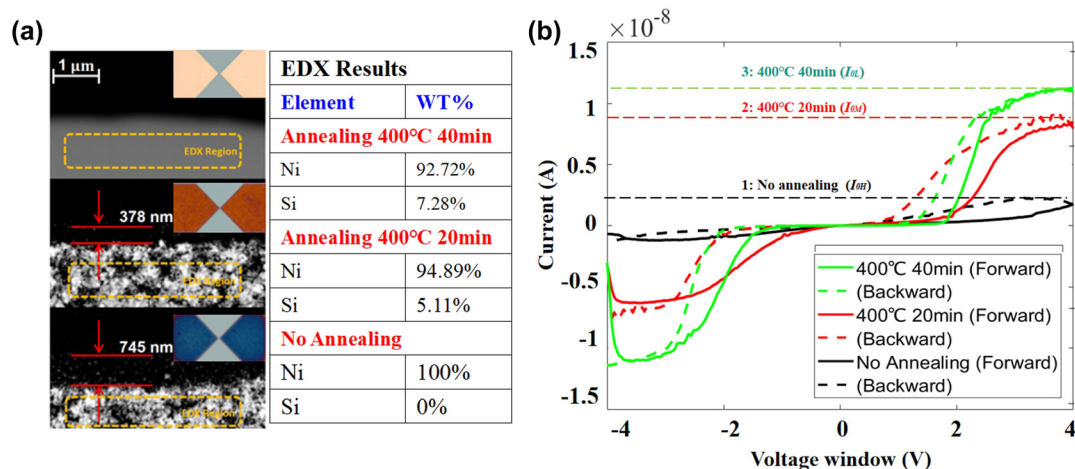 (a)
1 μm
EDX Region
378 nm
EDX Region
745 nm
EDX Region
EDX Results
Element WT%
Annealing 400°C 40min
Ni 92.72%
Si 7.28%
Annealing 400°C 20min
Ni 94.89%
Si 5.11%
No Annealing
Ni 100%
Si 0%
(b)
×10⁻⁸
1.5
1
0.5
0
-0.5
-1
-1.5
Current (A)
3: 400°C 40min (I0L)
2: 400°C 20min (I0M)
1: No annealing (I0H)
400℃ 40min (Forward)
(Backward)
400℃ 20min (Forward)
(Backward)
No Annealing (Forward)
(Backward)
-4 -2 0 2 4
Voltage window (V)